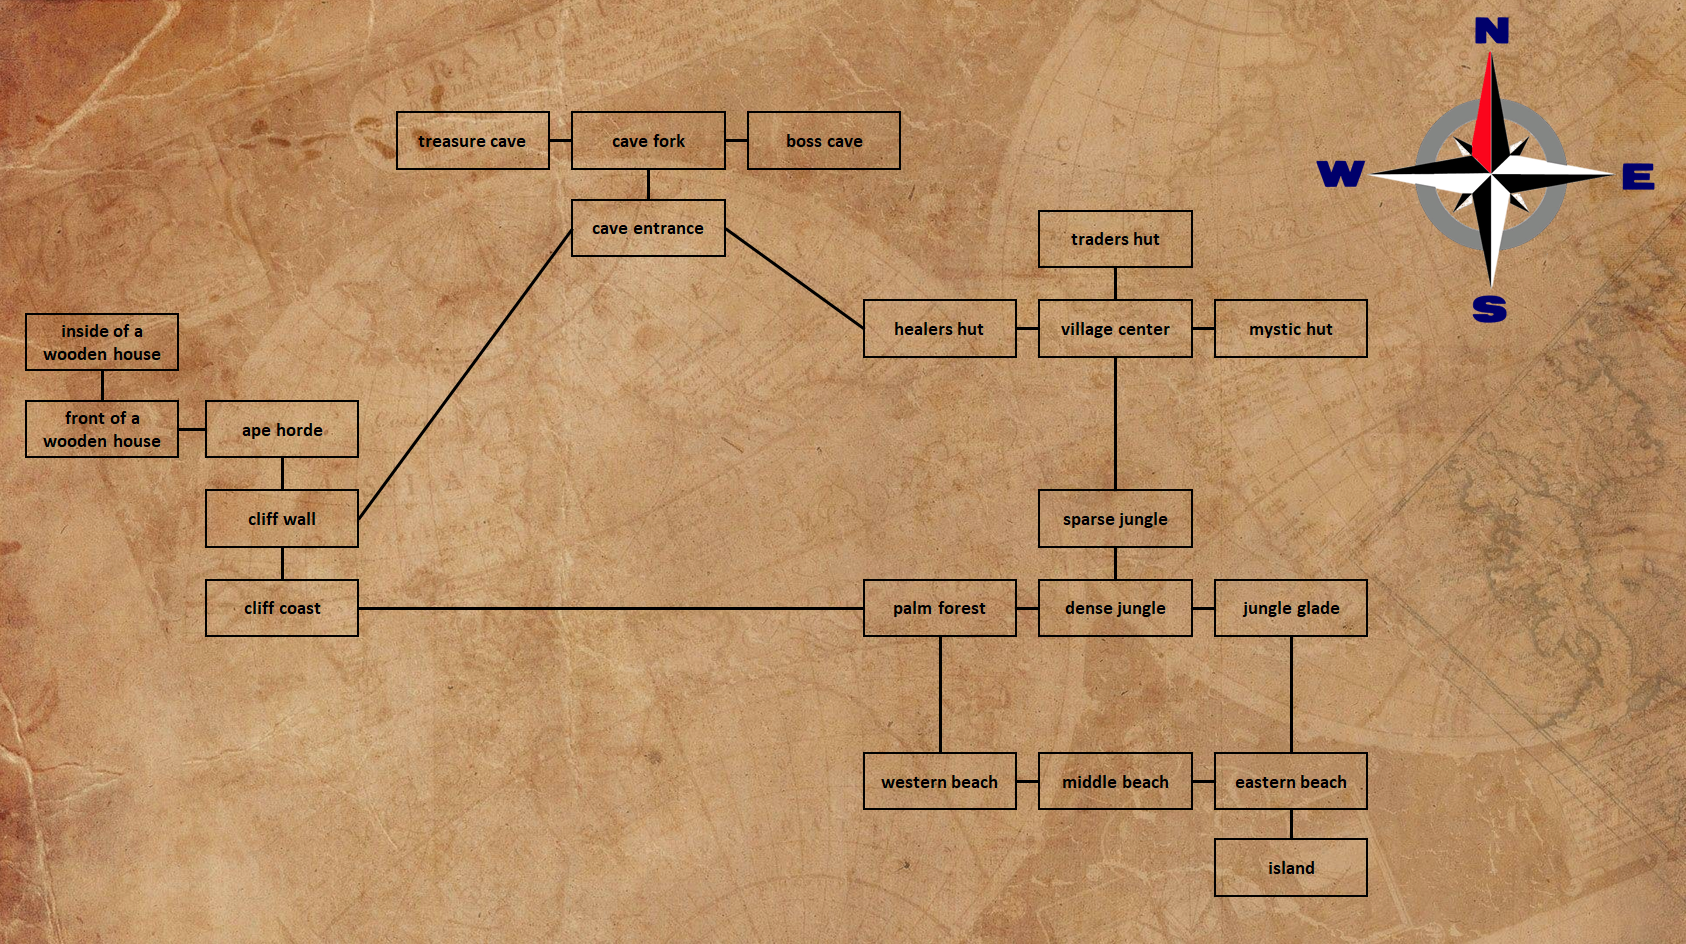 N
W
E
S
treasure cave
cave fork
boss cave
cave entrance
traders hut
inside of a
wooden house
healers hut
village center
mystic hut
front of a
wooden house
ape horde
cliff wall
sparse jungle
cliff coast
palm forest
dense jungle
jungle glade
western beach
middle beach
eastern beach
island